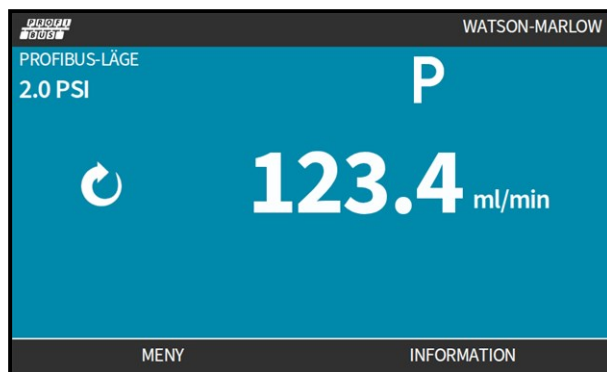 PROFI
BUS
WATSON-MARLOW
PROFIBUS-LÄGE
2.0 PSI
P
123.4 ml/min
MENY
INFORMATION